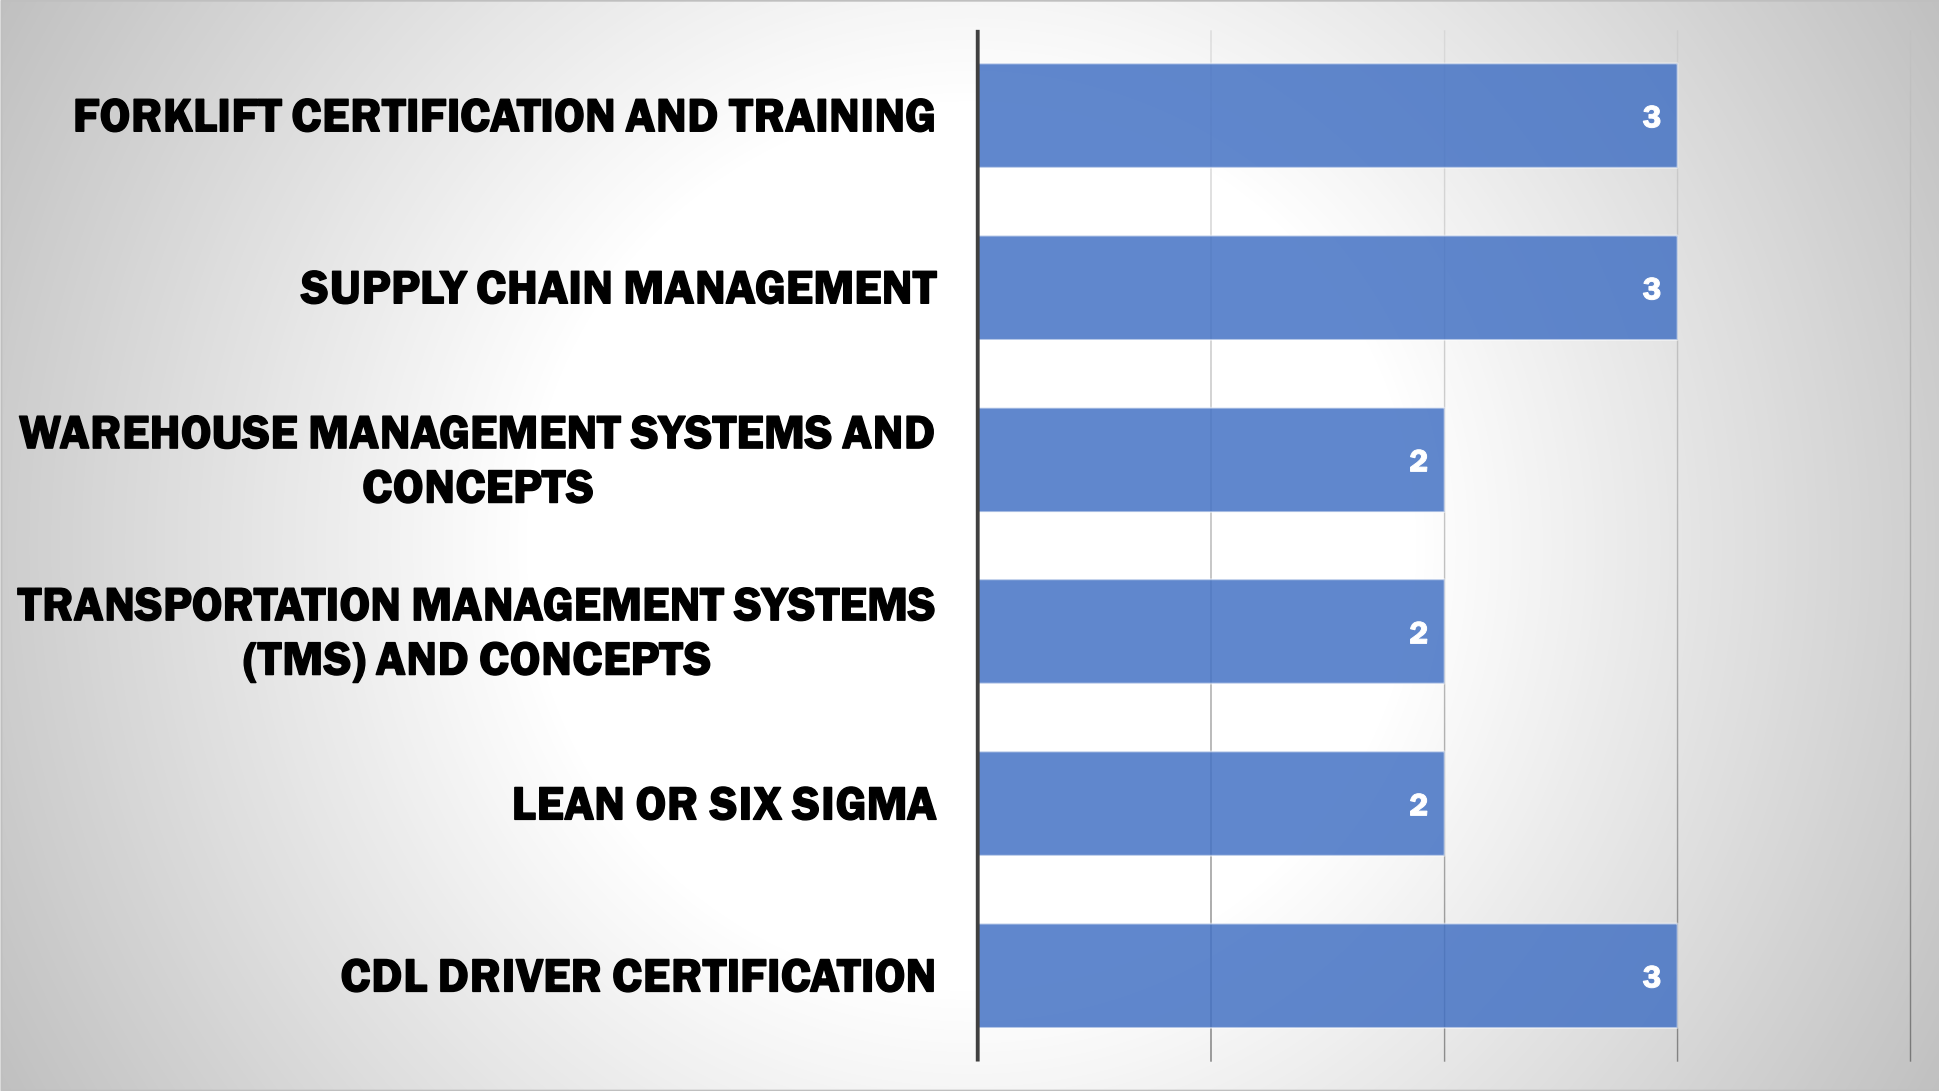 FORKLIFT CERTIFICATION AND TRAINING
3
SUPPLY CHAIN MANAGEMENT
3
WAREHOUSE MANAGEMENT SYSTEMS AND
CONCEPTS
2
TRANSPORTATION MANAGEMENT SYSTEMS
(TMS) AND CONCEPTS
2
LEAN OR SIX SIGMA
2
CDL DRIVER CERTIFICATION
3